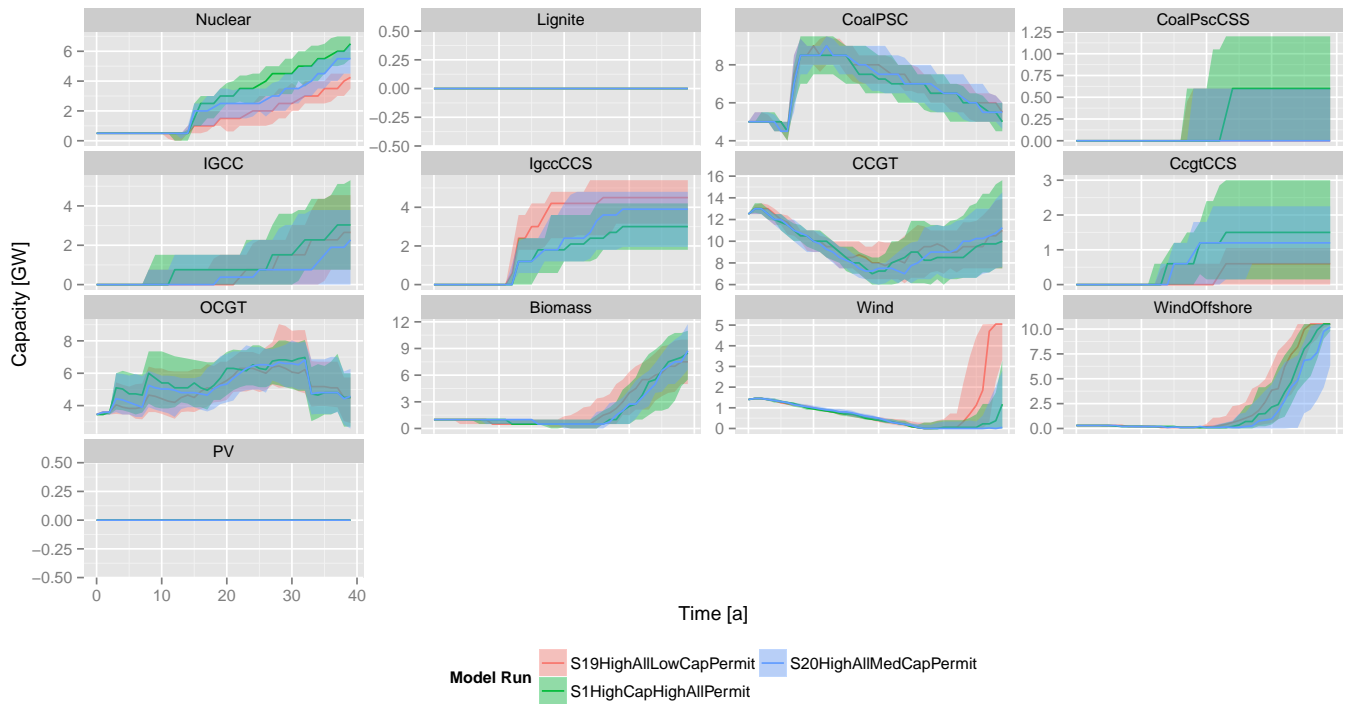 Nuclear Lignite CoalPSC CoalPscCSS
0 2 4 6
−0.50 −0.25 0.00 0.25 0.50
4 6 8
0.00 0.25 0.50 0.75 1.00 1.25
IGCC IgccCCS CCGT CcgtCCS
0 2 4
0 2 4
6 8 10 12 14 16
0 1 2 3
OCGT Biomass Wind WindOffshore
4 6 8
0 3 6 9 12
0 1 2 3 4 5
0.0 2.5 5.0 7.5 10.0
PV
−0.50 −0.25 0.00 0.25 0.50
0 10 20 30 40
Capacity [GW]
Time [a]
Model Run
S19HighAllLowCapPermit S20HighAllMedCapPermit
S1HighCapHighAllPermit